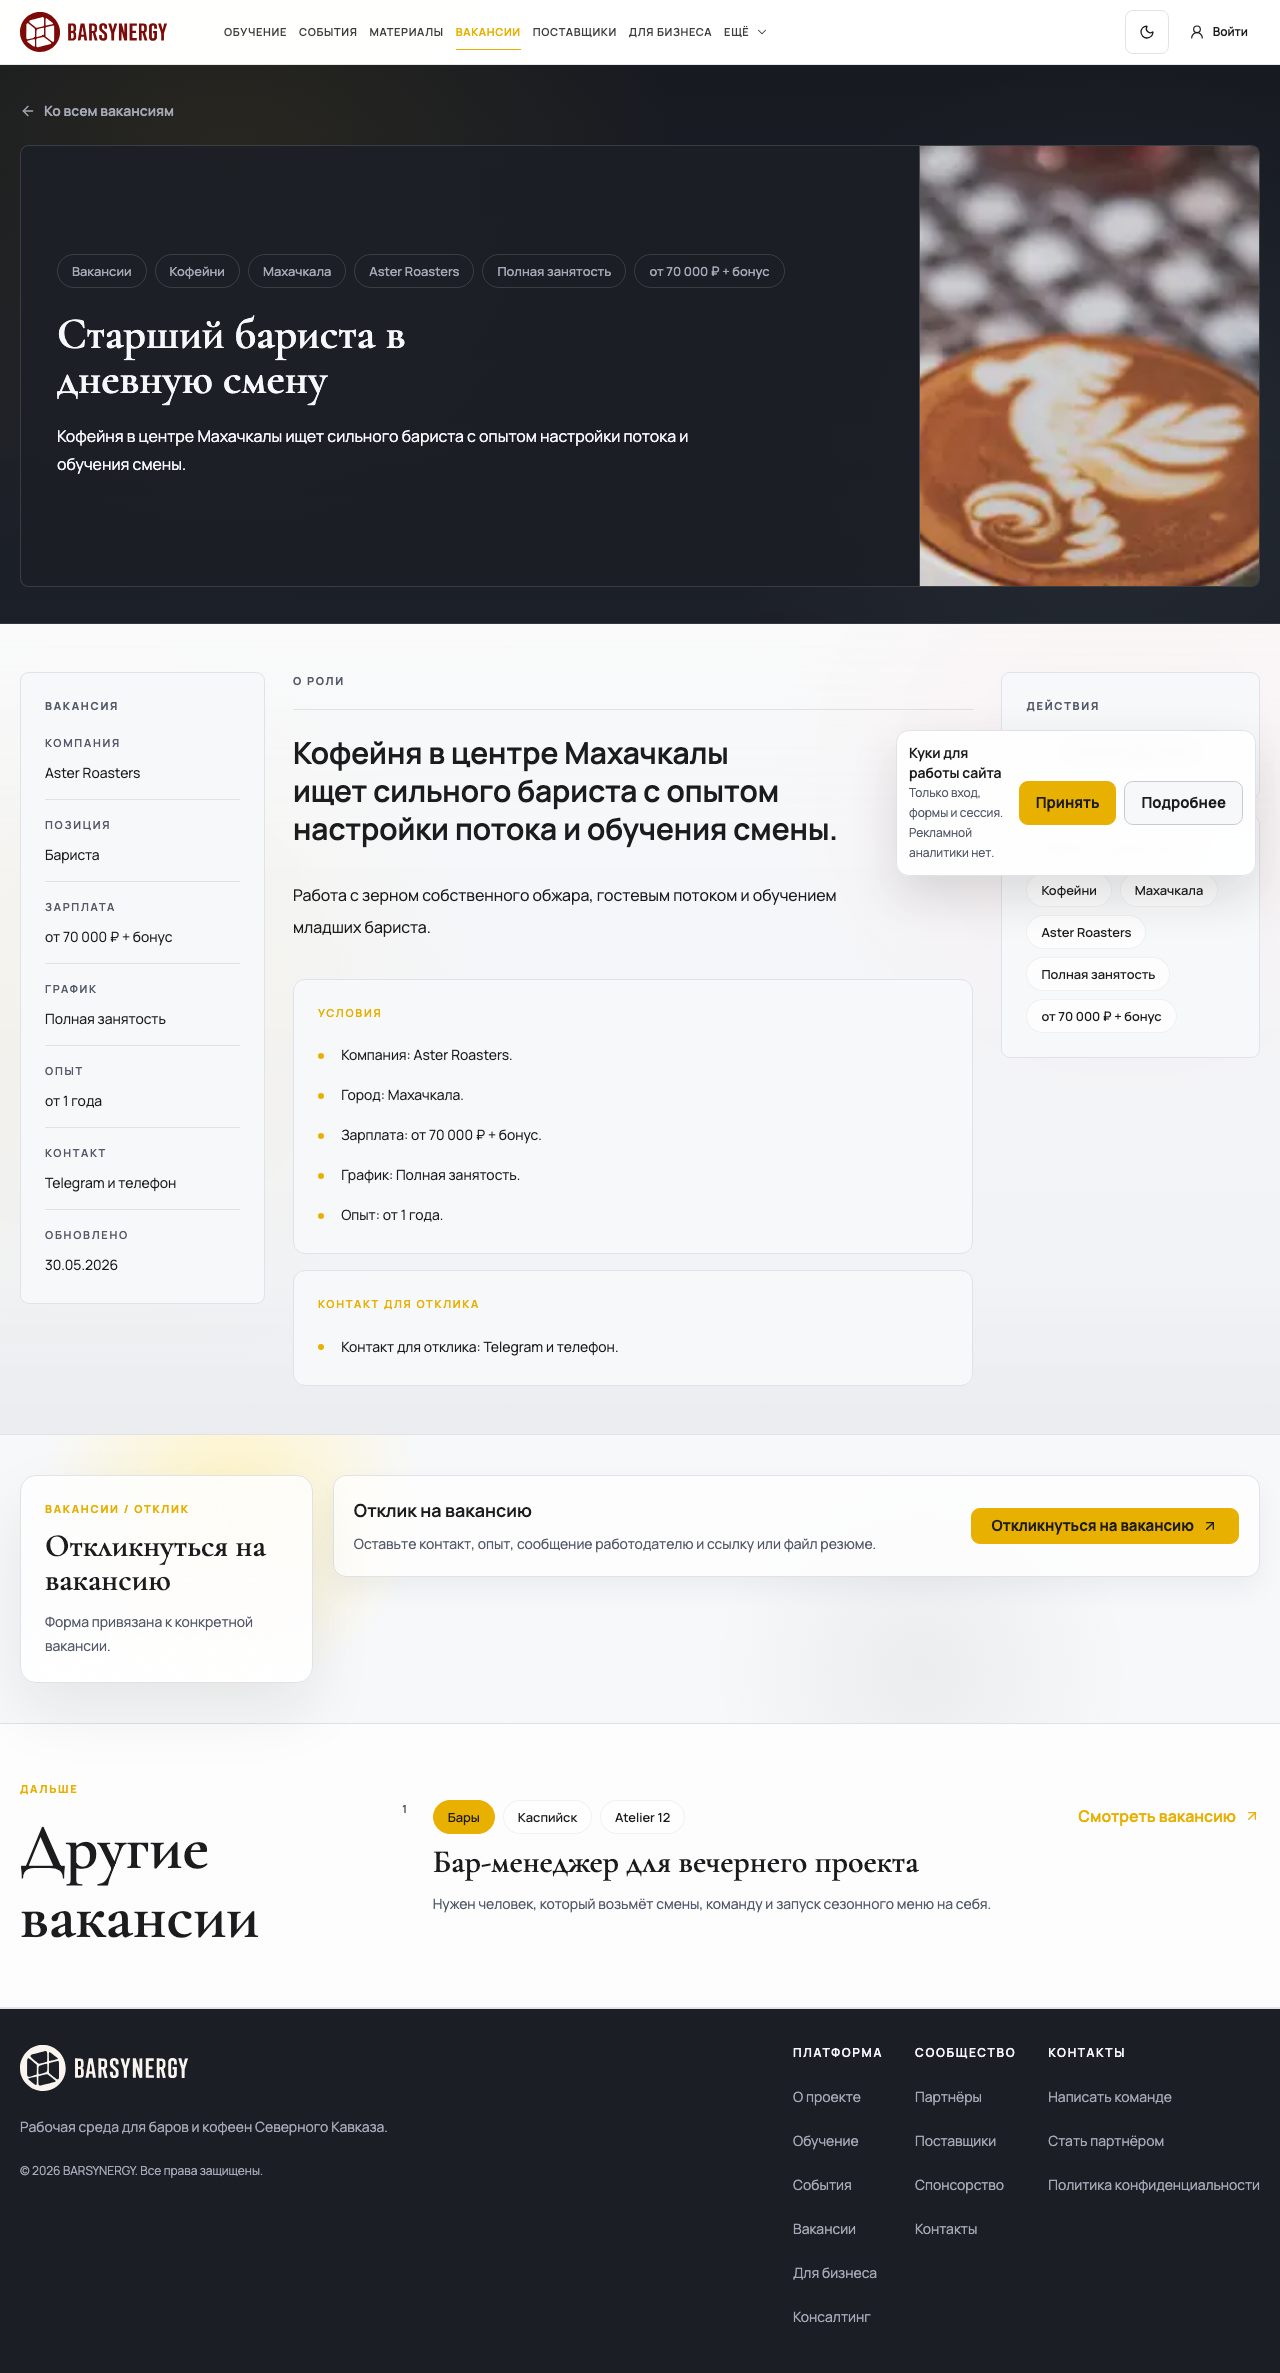 BARSYNERGY
ОБУЧЕНИЕ СОБЫТИЯ МАТЕРИАЛЫ ВАКАНСИИ ПОСТАВЩИКИ ДЛЯ БИЗНЕСА ЕЩЁ
Войти
Ко всем вакансиям
Вакансии Кофейни Махачкала Aster Roasters Полная занятость от 70 000 ₽ + бонус
Старший бариста в
дневную смену
Кофейня в центре Махачкалы ищет сильного бариста с опытом настройки потока и
обучения смены.
ВАКАНСИЯ
КОМПАНИЯ
Aster Roasters
ПОЗИЦИЯ
Бариста
ЗАРПЛАТА
от 70 000 ₽ + бонус
ГРАФИК
Полная занятость
ОПЫТ
от 1 года
КОНТАКТ
Telegram и телефон
ОБНОВЛЕНО
30.05.2026
О РОЛИ
Кофейня в центре Махачкалы
ищет сильного бариста с опытом
настройки потока и обучения смены.
Работа с зерном собственного обжара, гостевым потоком и обучением
младших бариста.
УСЛОВИЯ
Компания: Aster Roasters.
Город: Махачкала.
Зарплата: от 70 000 ₽ + бонус.
График: Полная занятость.
Опыт: от 1 года.
КОНТАКТ ДЛЯ ОТКЛИКА
Контакт для отклика: Telegram и телефон.
ДЕЙСТВИЯ
Куки для
работы сайта
Только вход,
формы и сессия.
Рекламной
аналитики нет.
Принять
Подробнее
Кофейни Махачкала
Aster Roasters
Полная занятость
от 70 000 ₽ + бонус
ВАКАНСИИ / ОТКЛИК
Откликнуться на
вакансию
Форма привязана к конкретной
вакансии.
Отклик на вакансию
Оставьте контакт, опыт, сообщение работодателю и ссылку или файл резюме.
Откликнуться на вакансию
ДАЛЬШЕ
Другие
вакансии
1
Бары Каспийск Atelier 12
Бар-менеджер для вечернего проекта
Нужен человек, который возьмёт смены, команду и запуск сезонного меню на себя.
Смотреть вакансию
BARSYNERGY
Рабочая среда для баров и кофеен Северного Кавказа.
© 2026 BARSYNERGY. Все права защищены.
ПЛАТФОРМА
О проекте
Обучение
События
Вакансии
Для бизнеса
Консалтинг
СООБЩЕСТВО
Партнёры
Поставщики
Спонсорство
Контакты
КОНТАКТЫ
Написать команде
Стать партнёром
Политика конфиденциальности